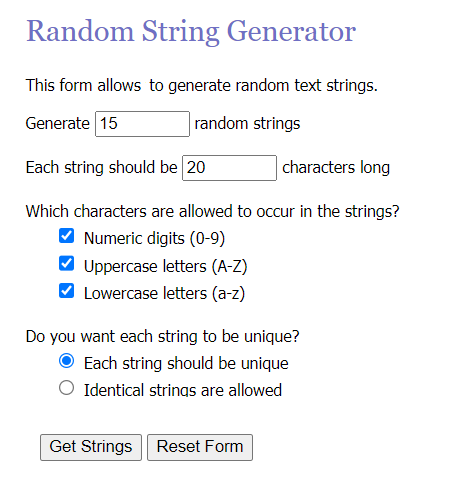 Random String Generator
This form allows to generate random text strings.
Generate 15 random strings
Each string should be 20 characters long
Which characters are allowed to occur in the strings?
Numeric digits (0-9)
Uppercase letters (A-Z)
Lowercase letters (a-z)
Do you want each string to be unique?
Each string should be unique
Identical strings are allowed
Get Strings Reset Form